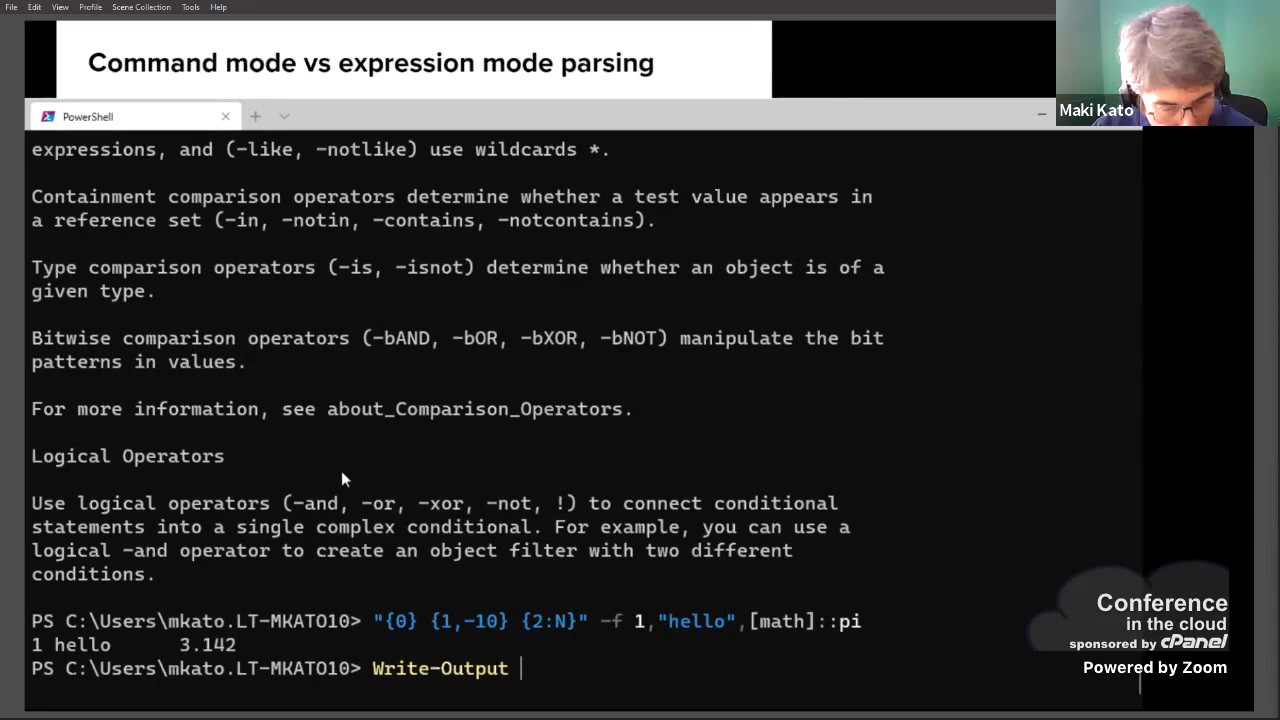 File Edit View Profile Scene Collection Tools Help
Command mode vs expression mode parsing
Maki Kato
PowerShell
expressions, and (-like, -notlike) use wildcards *.
Containment comparison operators determine whether a test value appears in
a reference set (-in, -notin, -contains, -notcontains).
Type comparison operators (-is, -isnot) determine whether an object is of a
given type.
Bitwise comparison operators (-bAND, -bOR, -bXOR, -bNOT) manipulate the bit
patterns in values.
For more information, see about_Comparison_Operators.
Logical Operators
Use logical operators (-and, -or, -xor, -not, !) to connect conditional
statements into a single complex conditional. For example, you can use a
logical -and operator to create an object filter with two different
conditions.
PS C:\Users\mkato.LT-MKATO10> "{0} {1,-10} {2:N}" -f 1,"hello",[math]::pi
1 hello      3.142
PS C:\Users\mkato.LT-MKATO10> Write-Output
Conference
in the cloud
sponsored by cPanel
Powered by Zoom